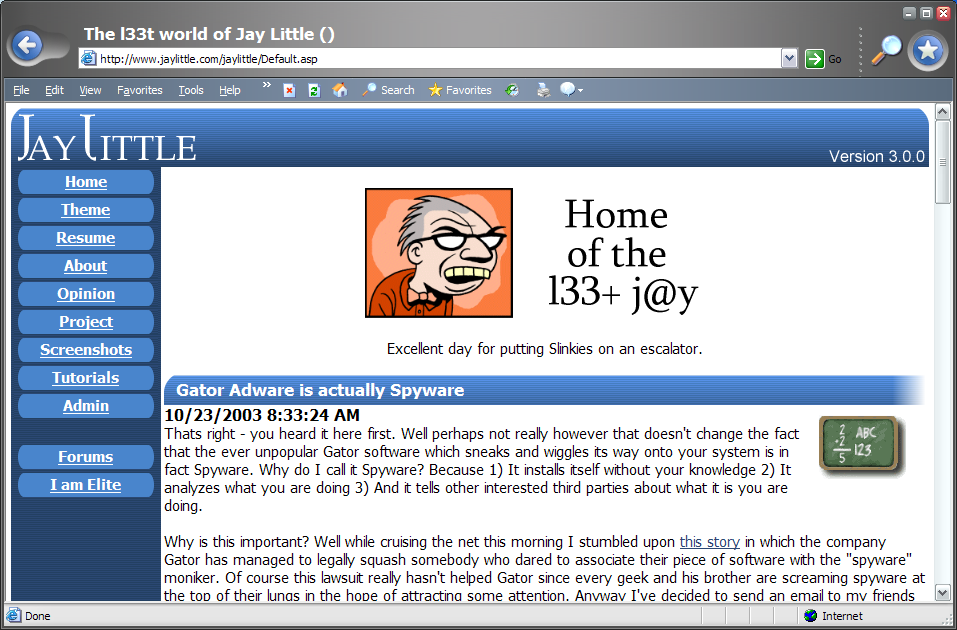 The l33t world of Jay Little ()
http://www.jaylittle.com/jaylittle/Default.asp
Go
File Edit View Favorites Tools Help » Search Favorites
JAY LITTLE
Version 3.0.0
Home
Theme
Resume
About
Opinion
Project
Screenshots
Tutorials
Admin
Forums
I am Elite
Home
of the
l33+ j@y
Excellent day for putting Slinkies on an escalator.
Gator Adware is actually Spyware
10/23/2003 8:33:24 AM
Thats right - you heard it here first. Well perhaps not really however that doesn't change the fact
that the ever unpopular Gator software which sneaks and wiggles its way onto your system is in
fact Spyware. Why do I call it Spyware? Because 1) It installs itself without your knowledge 2) It
analyzes what you are doing 3) And it tells other interested third parties about what it is you are
doing.
2 ABC
+2 123
5
Why is this important? Well while cruising the net this morning I stumbled upon this story in which the company
Gator has managed to legally squash somebody who dared to associate their piece of software with the "spyware"
moniker. Of course this lawsuit really hasn't helped Gator since every geek and his brother are screaming spyware at
the top of their lungs in the hope of attracting some attention. Anyway I've decided to send an email to my friends
Done
Internet